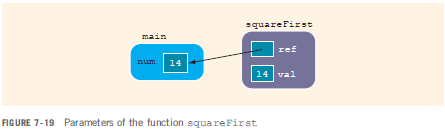 squareFirst
main
ref
num 14
14 val
FIGURE 7-19 Parameters of the function squareFirst